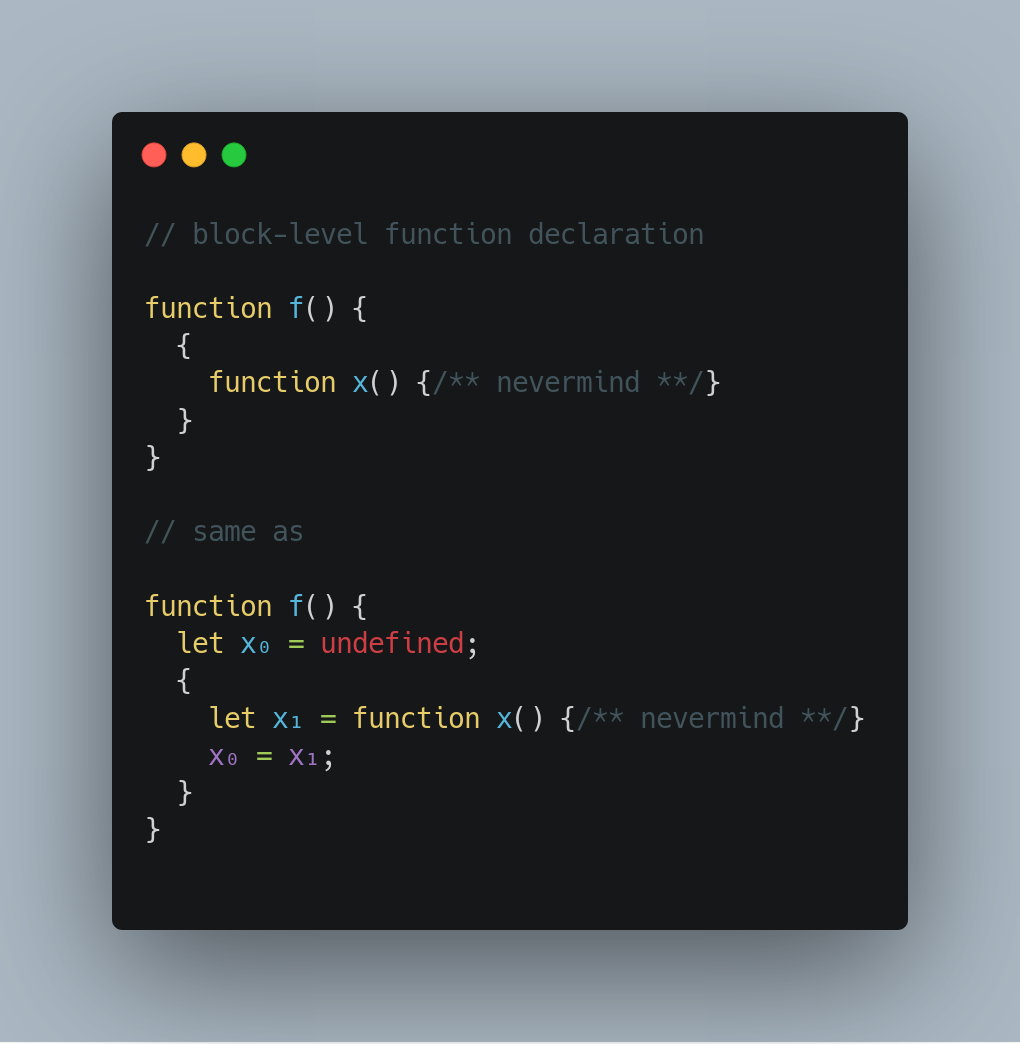 // block-level function declaration
function f() {
  {
    function x() {/** nevermind **/}
  }
}
// same as
function f() {
  let x₀ = undefined;
  {
    let x₁ = function x() {/** nevermind **/}
    x₀ = x₁;
  }
}